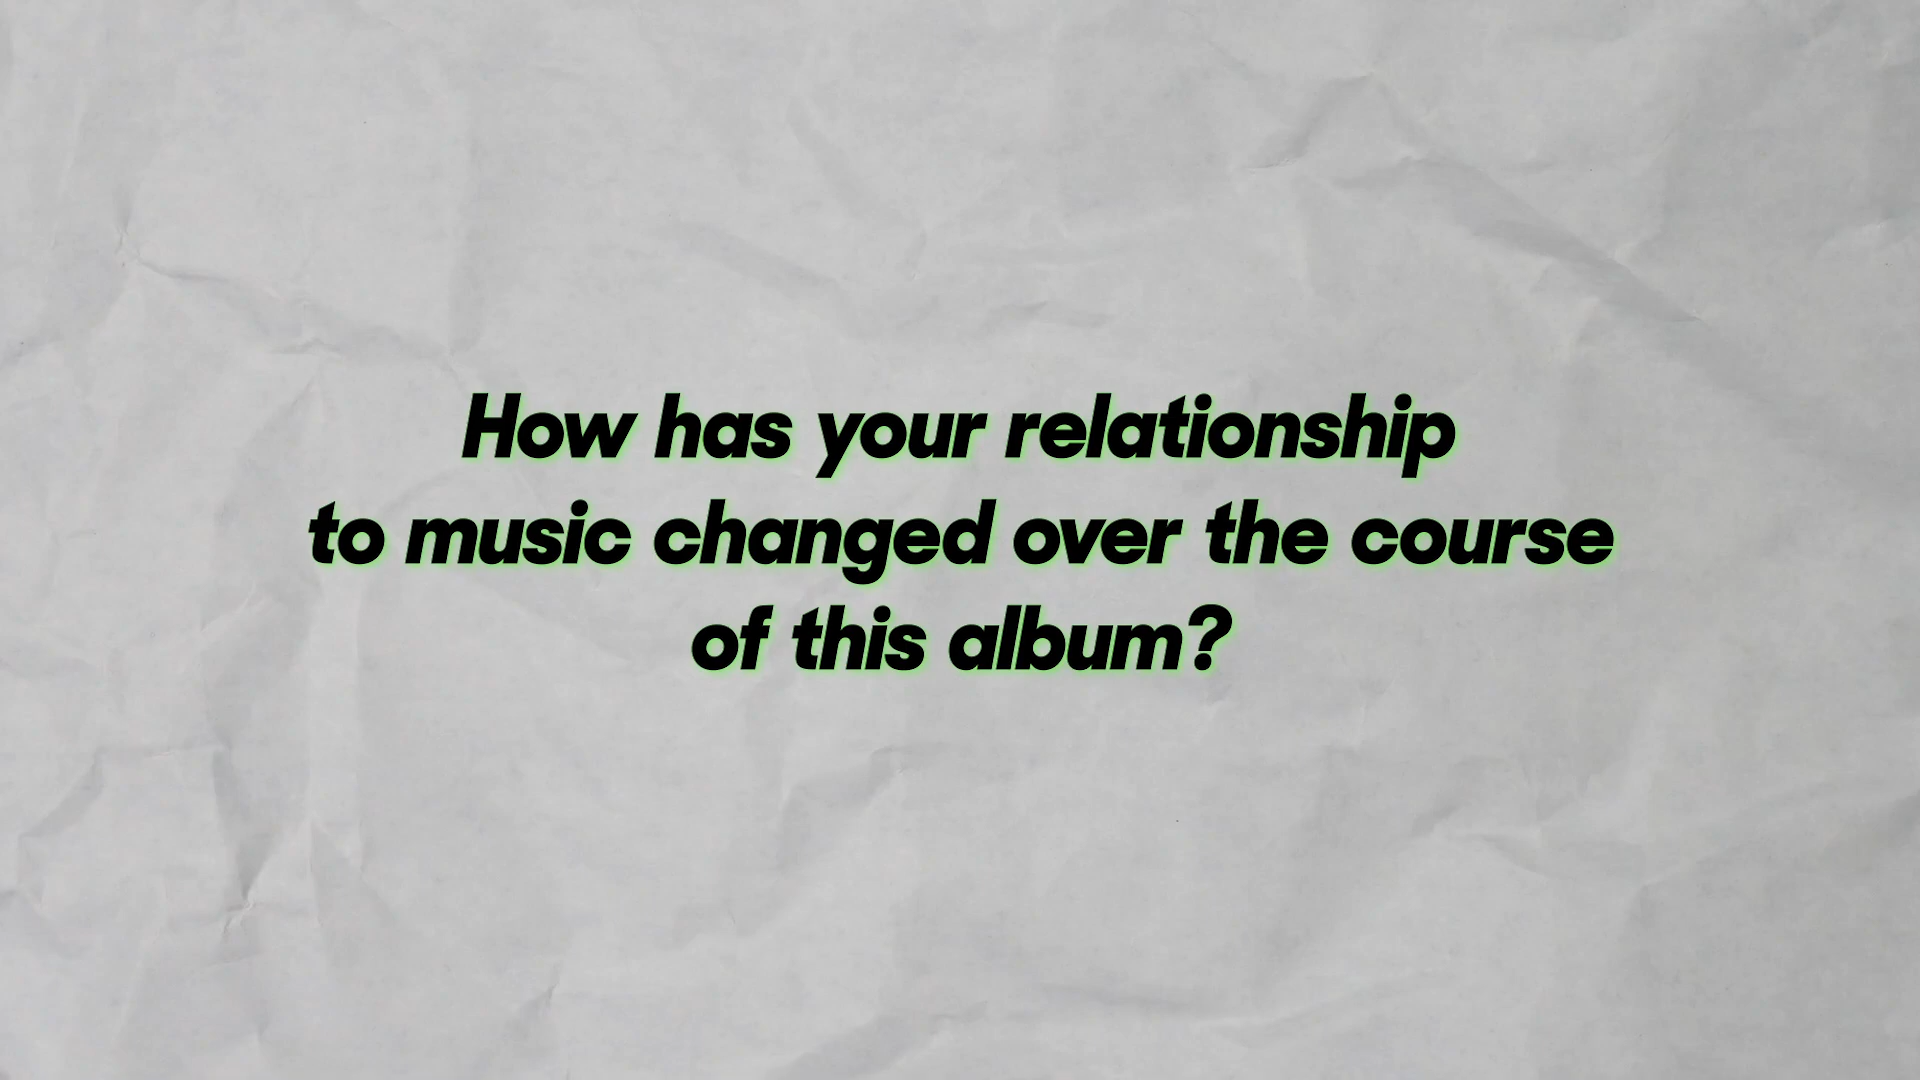 How has your relationship
to music changed over the course
of this album?